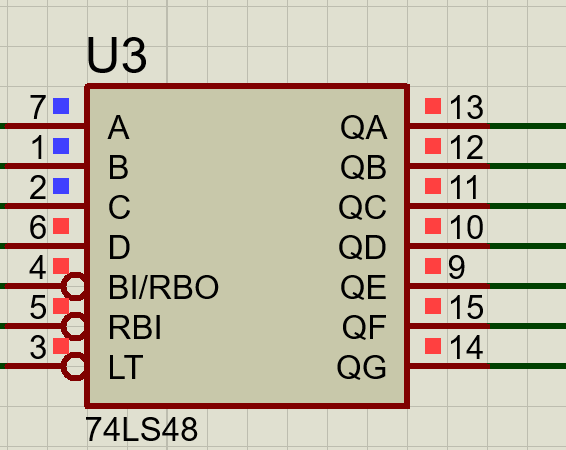 U3
7 A QA 13
1 B QB 12
2 C QC 11
6 D QD 10
4 BI/RBO QE 9
5 RBI QF 15
3 LT QG 14
74LS48